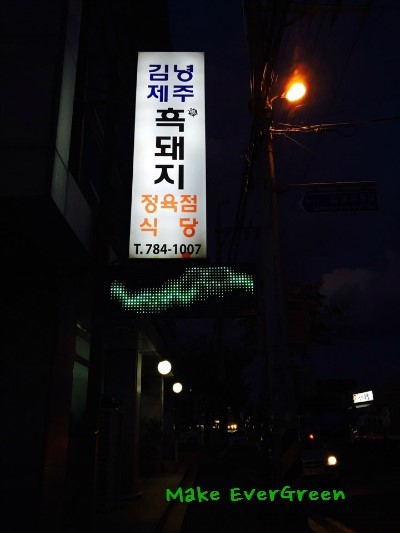 김녕
제주
흑돼지
정육점
식 당
T. 784-1007
Make EverGreen